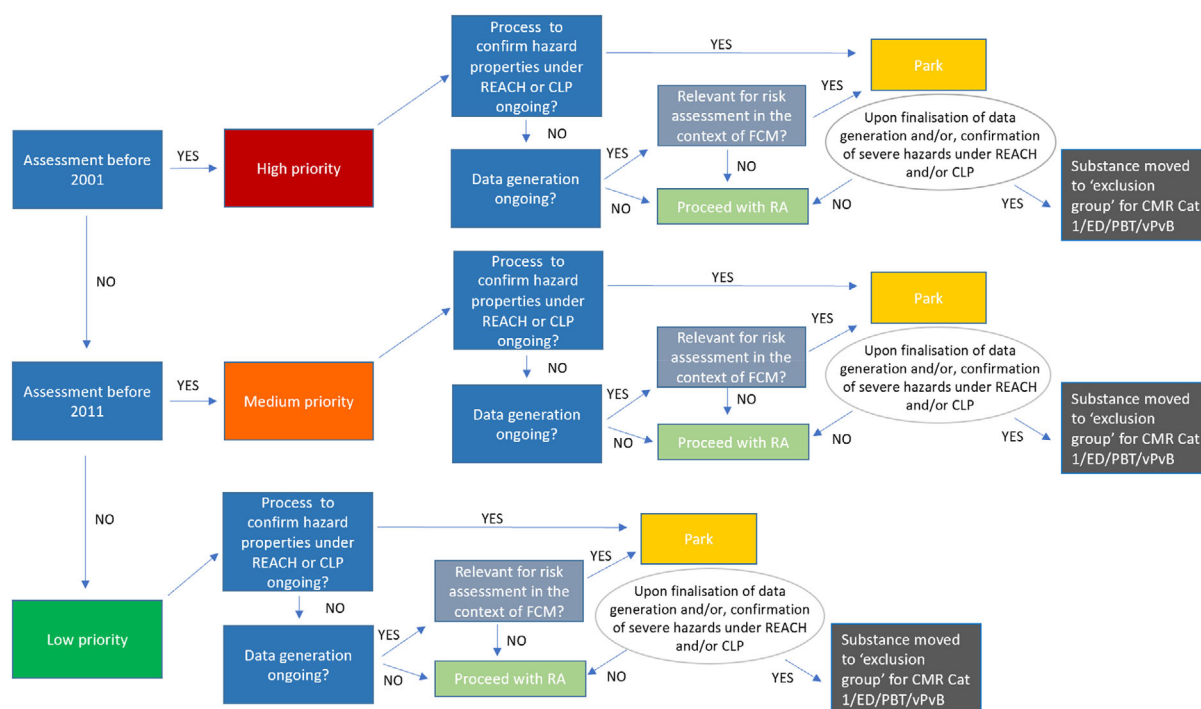 Process to
confirm hazard
properties under
REACH or CLP
ongoing?
YES
Park
Relevant for risk
assessment in the
context of FCM?
YES
Upon finalisation of data
generation and/or, confirmation
of severe hazards under REACH
and/or CLP
NO
Assessment before
2001
YES
High priority
Data generation
ongoing?
YES
NO
NO
Proceed with RA
NO
YES
Substance moved
to ‘exclusion
group’ for CMR Cat
1/ED/PBT/vPvB
NO
Process to
confirm hazard
properties under
REACH or CLP
ongoing?
YES
Park
Relevant for risk
assessment in the
context of FCM?
YES
Upon finalisation of data
generation and/or, confirmation
of severe hazards under REACH
and/or CLP
NO
Assessment before
2011
YES
Medium priority
Data generation
ongoing?
YES
NO
NO
Proceed with RA
NO
YES
Substance moved
to ‘exclusion
group’ for CMR Cat
1/ED/PBT/vPvB
NO
Process to
confirm hazard
properties under
REACH or CLP
ongoing?
YES
Park
Relevant for risk
assessment in the
context of FCM?
YES
Upon finalisation of data
generation and/or, confirmation
of severe hazards under REACH
and/or CLP
NO
Low priority
Data generation
ongoing?
YES
NO
NO
Proceed with RA
NO
YES
Substance moved
to ‘exclusion
group’ for CMR Cat
1/ED/PBT/vPvB